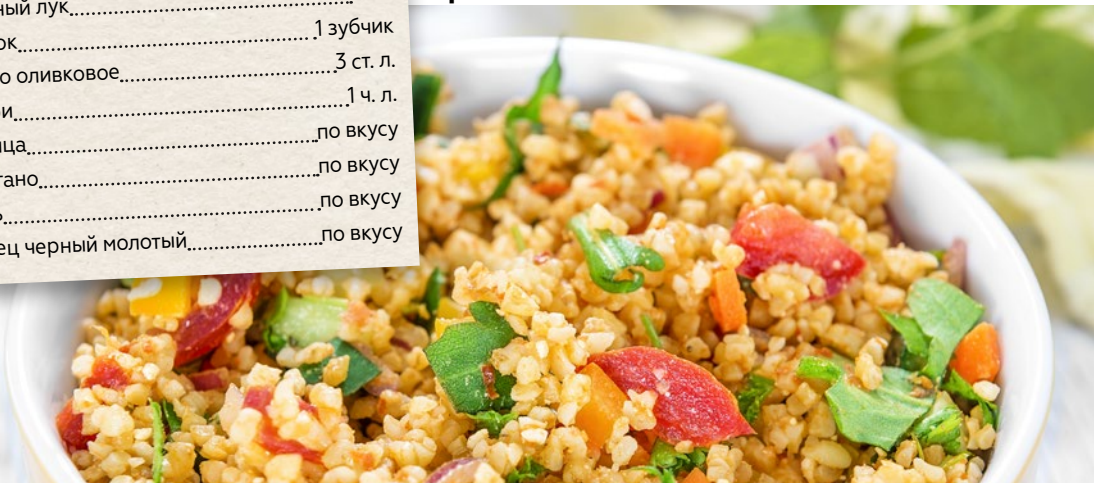 ный лук
ок 1 зубчик
о оливковое 3 ст. л.
и 1 ч. л.
ца по вкусу
гано по вкусу
ь по вкусу
ец черный молотый по вкусу